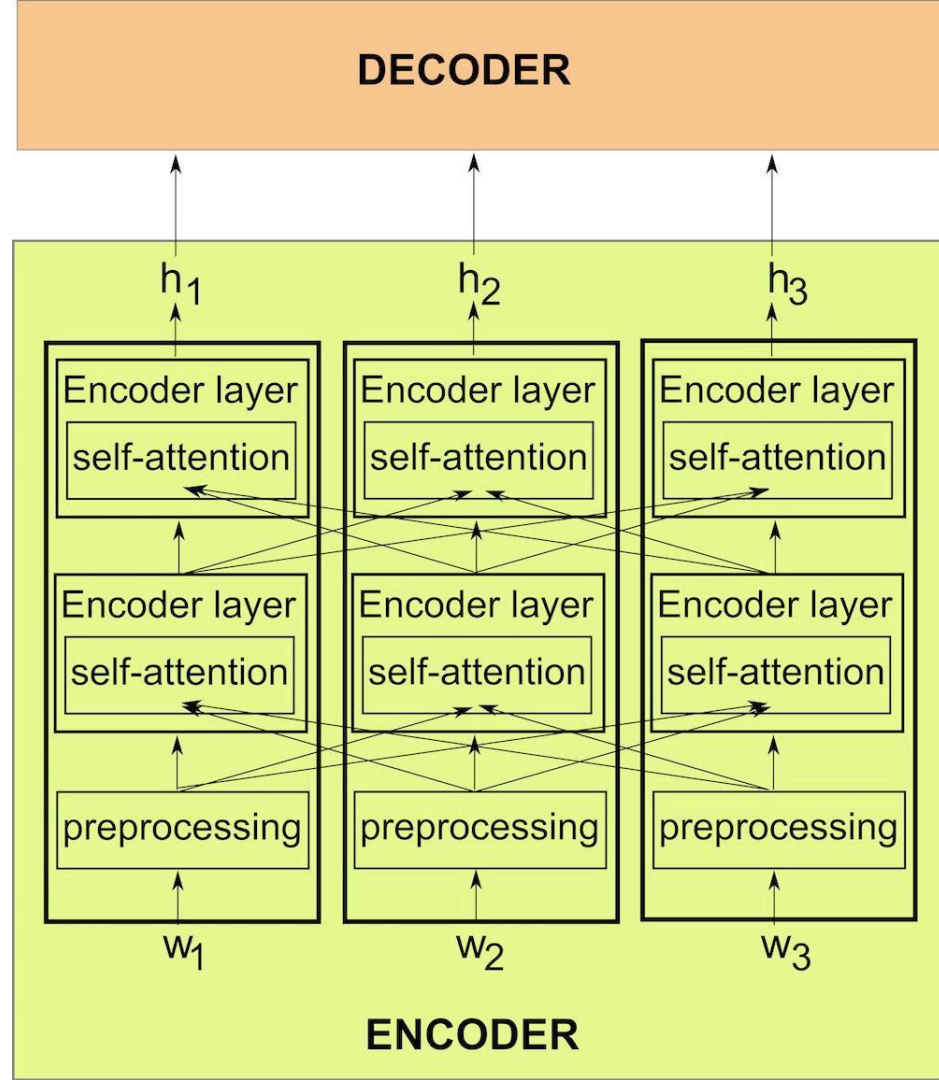 DECODER
h1 h2 h3
Encoder layer Encoder layer Encoder layer
self-attention self-attention self-attention
Encoder layer Encoder layer Encoder layer
self-attention self-attention self-attention
preprocessing preprocessing preprocessing
w1 w2 w3
ENCODER